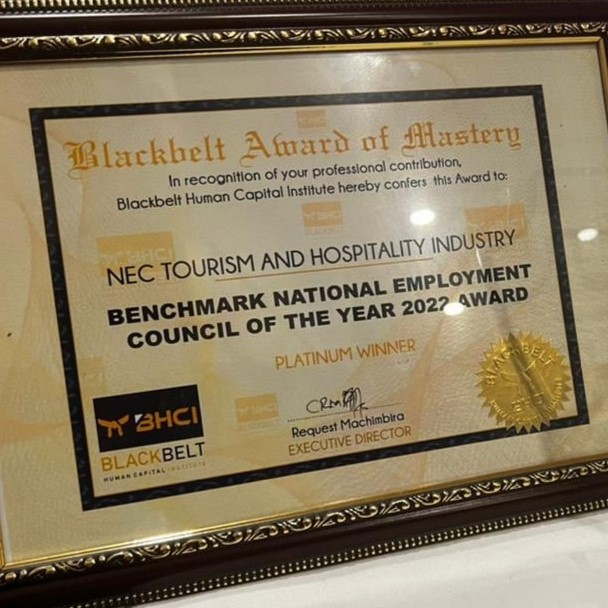 Blackbelt Award of Mastery
In recognition of your professional contribution,
Blackbelt Human Capital Institute hereby confers this Award to:
BHCI
NEC TOURISM AND HOSPITALITY INDUSTRY
BENCHMARK NATIONAL EMPLOYMENT
COUNCIL OF THE YEAR 2022 AWARD
PLATINUM WINNER
Request Machimbira
EXECUTIVE DIRECTOR
BHCI
BLACKBELT
HUMAN CAPITAL INSTITUTE
BLACKBELT